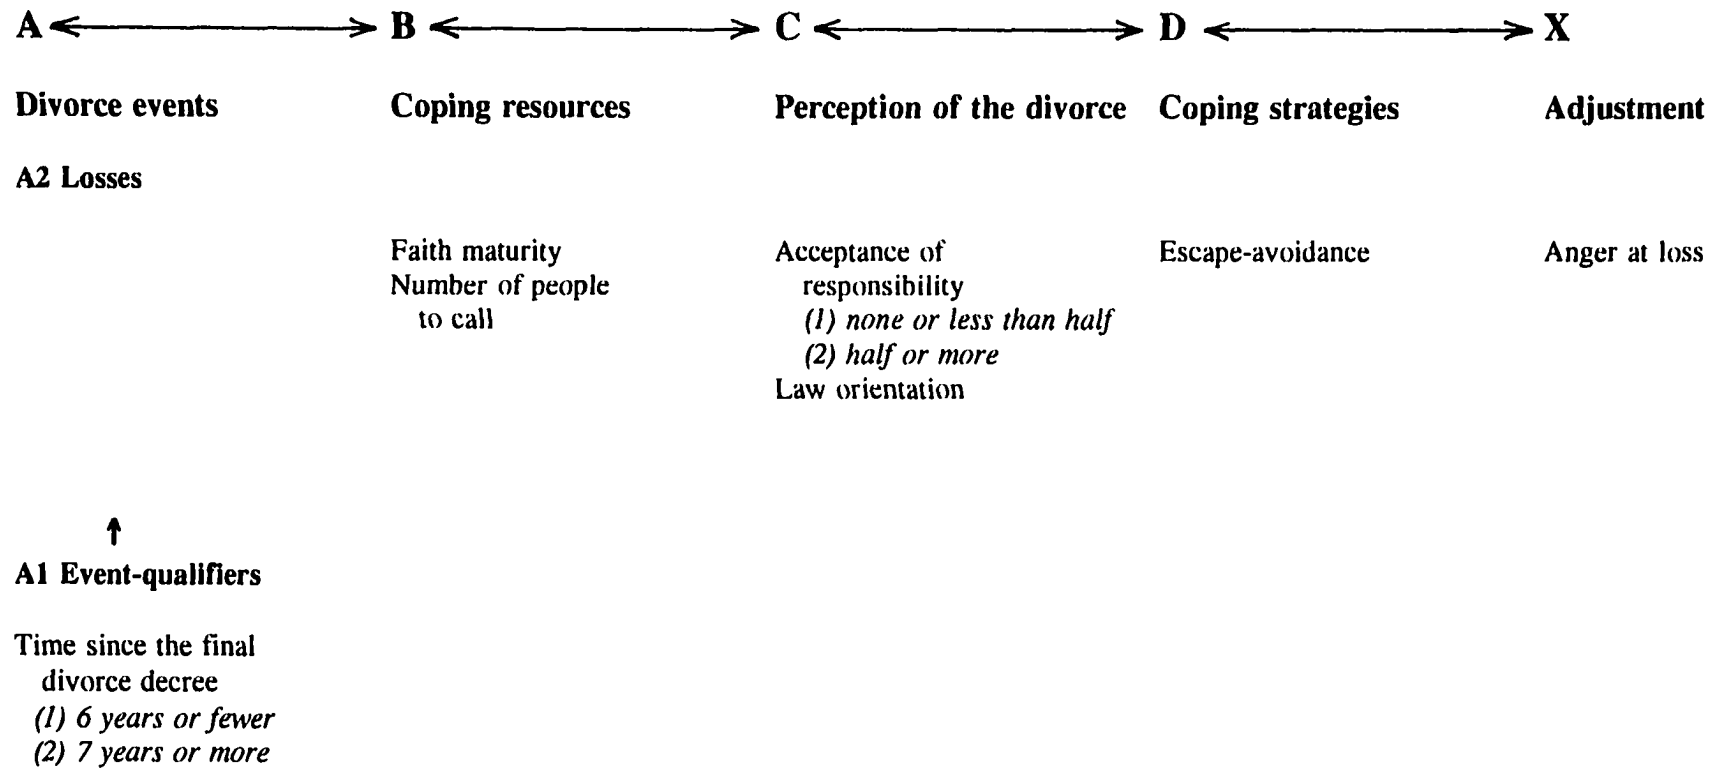 A B C D X
Divorce events Coping resources Perception of the divorce Coping strategies Adjustment
A2 Losses
Faith maturity Acceptance of Escape-avoidance Anger at loss
Number of people responsibility
to call (1) none or less than half
(2) half or more
Law orientation
A1 Event-qualifiers
Time since the final
divorce decree
(1) 6 years or fewer
(2) 7 years or more